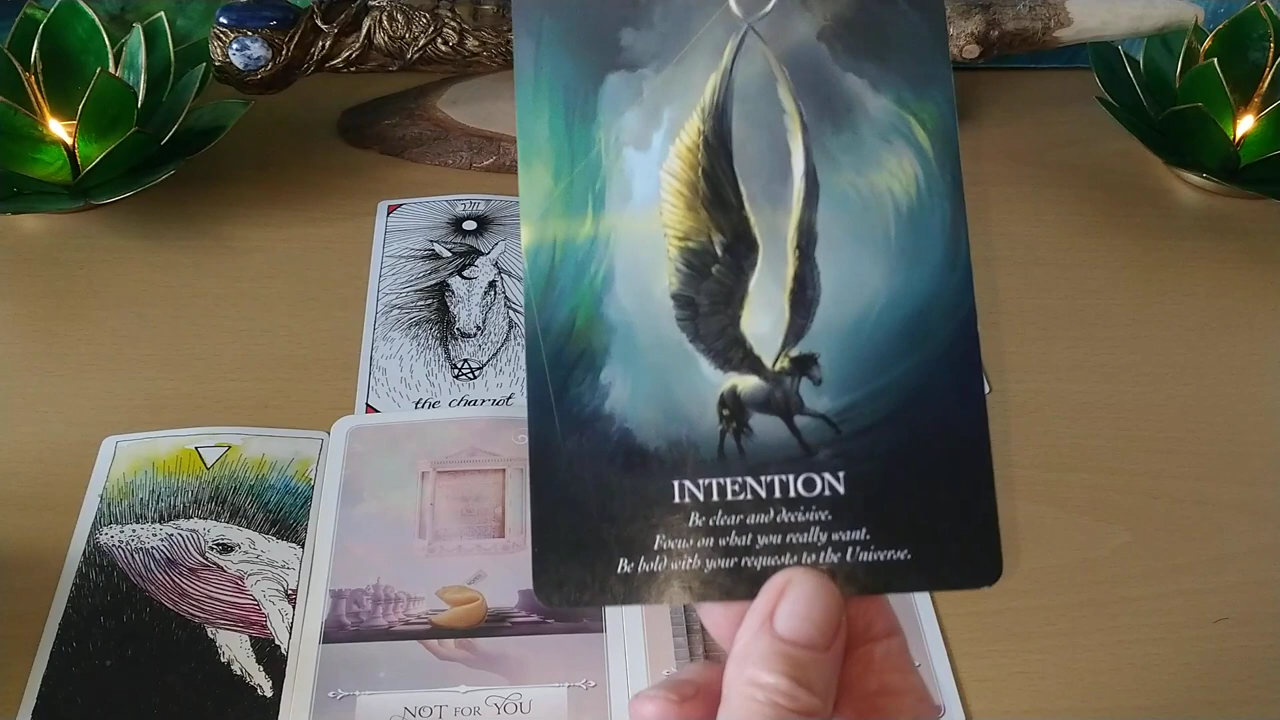 VII
the chariot
INTENTION
Be clear and decisive.
Focus on what you really want.
Be bold with your requests to the Universe.
NOT FOR YOU